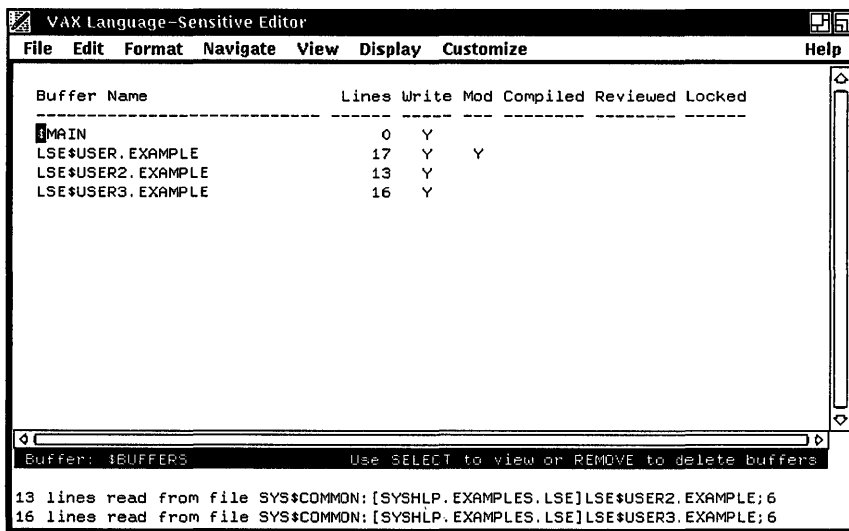 VAX Language-Sensitive Editor
File Edit Format Navigate View Display Customize Help
Buffer Name Lines Write Mod Compiled Reviewed Locked
------------------------------ ------ ----- --- -------- -------- ------
$MAIN 0 Y
LSE$USER.EXAMPLE 17 Y Y
LSE$USER2.EXAMPLE 13 Y
LSE$USER3.EXAMPLE 16 Y
Buffer: $BUFFERS Use SELECT to view or REMOVE to delete buffers
13 lines read from file SYS$COMMON:[SYSHLP.EXAMPLES.LSE]LSE$USER2.EXAMPLE;6
16 lines read from file SYS$COMMON:[SYSHLP.EXAMPLES.LSE]LSE$USER3.EXAMPLE;6